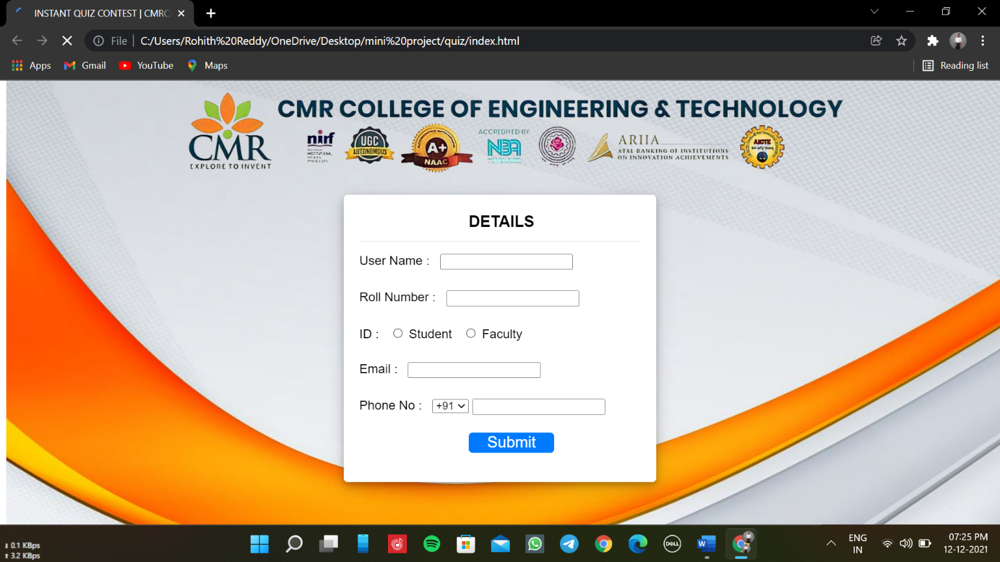 INSTANT QUIZ CONTEST | CMRC
File
C:/Users/Rohith%20Reddy/OneDrive/Desktop/mini%20project/quiz/index.html
Apps
Gmail
YouTube
Maps
Reading list
CMR COLLEGE OF ENGINEERING & TECHNOLOGY
CMR
EXPLORE TO INVENT
nirf
UGC
AUTONOMOUS
A+
NAAC
ACCREDITED BY
NBA
ARIIA
ATAL RANKING OF INSTITUTIONS
ON INNOVATION ACHIEVEMENTS
AICTE
DETAILS
User Name :
Roll Number :
ID : Student Faculty
Email :
Phone No : +91
Submit
0.1 KBps
3.2 KBps
DELL
W
ENG
IN
07:25 PM
12-12-2021